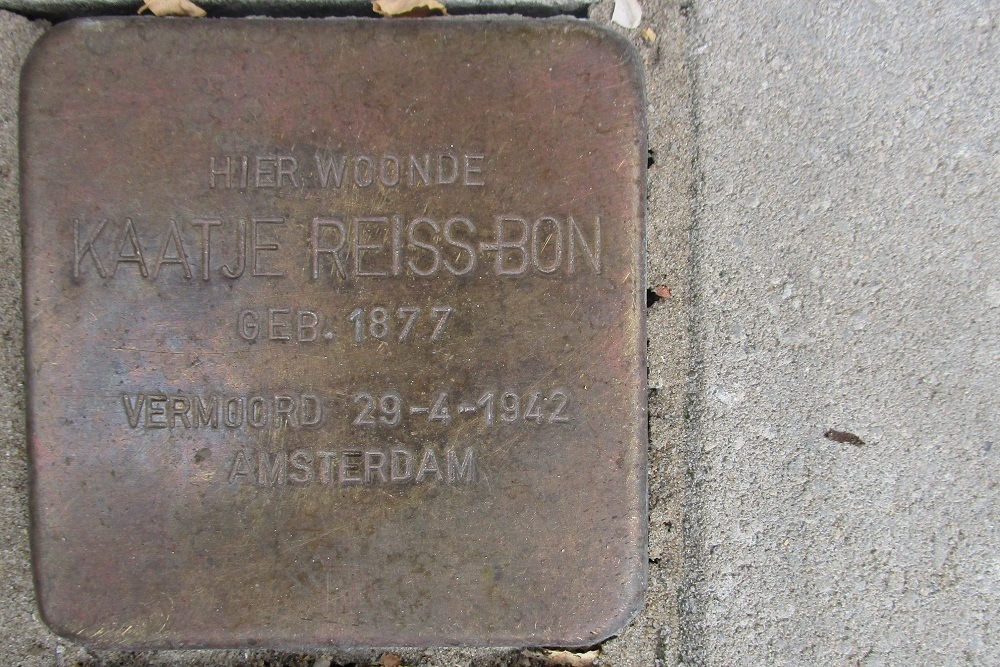 HIER WOONDE
KAATJE REISS-BON
GEB. 1877
VERMOORD 29-4-1942
AMSTERDAM